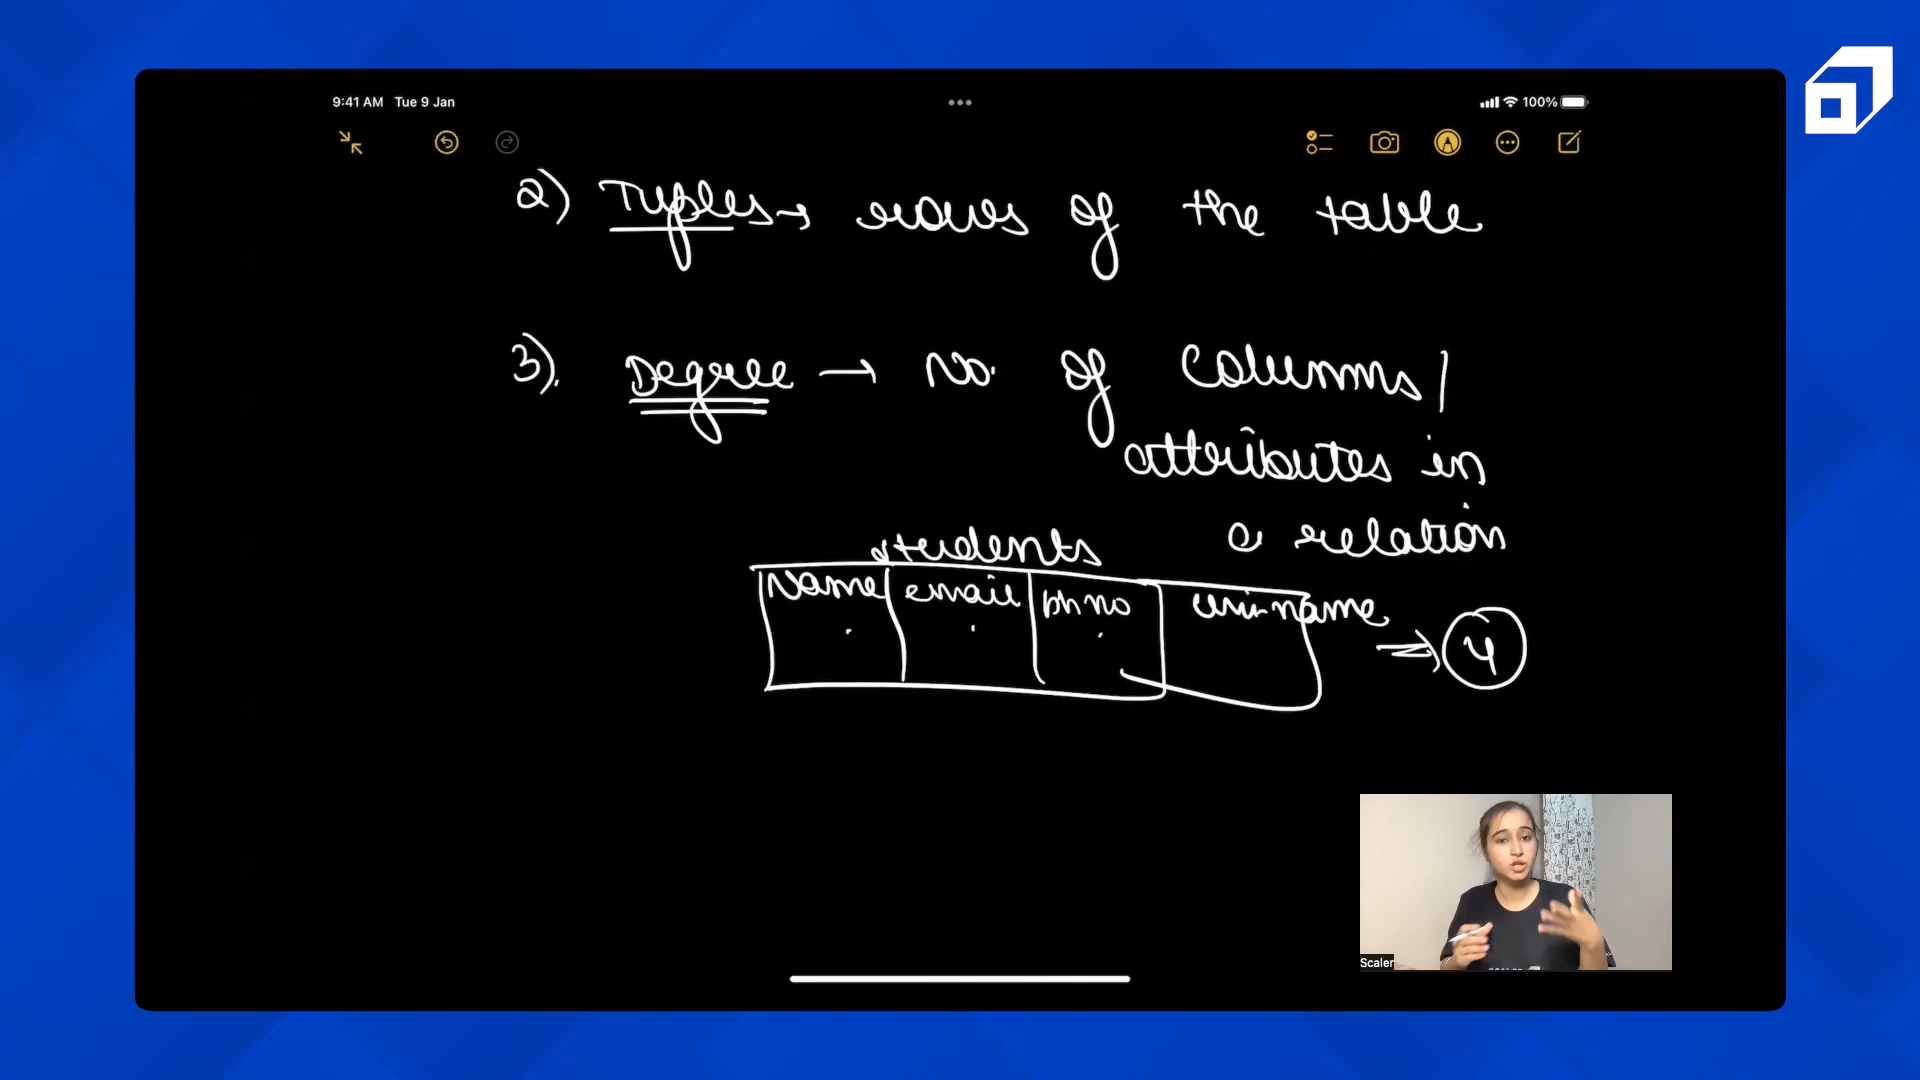 9:41 AM Tue 9 Jan
100%
2) Tuples → rows of the table
3). Degree → No. of columns /
attributes in
a relation
students
Name email ph no uni-name ⇒ 4
Scaler